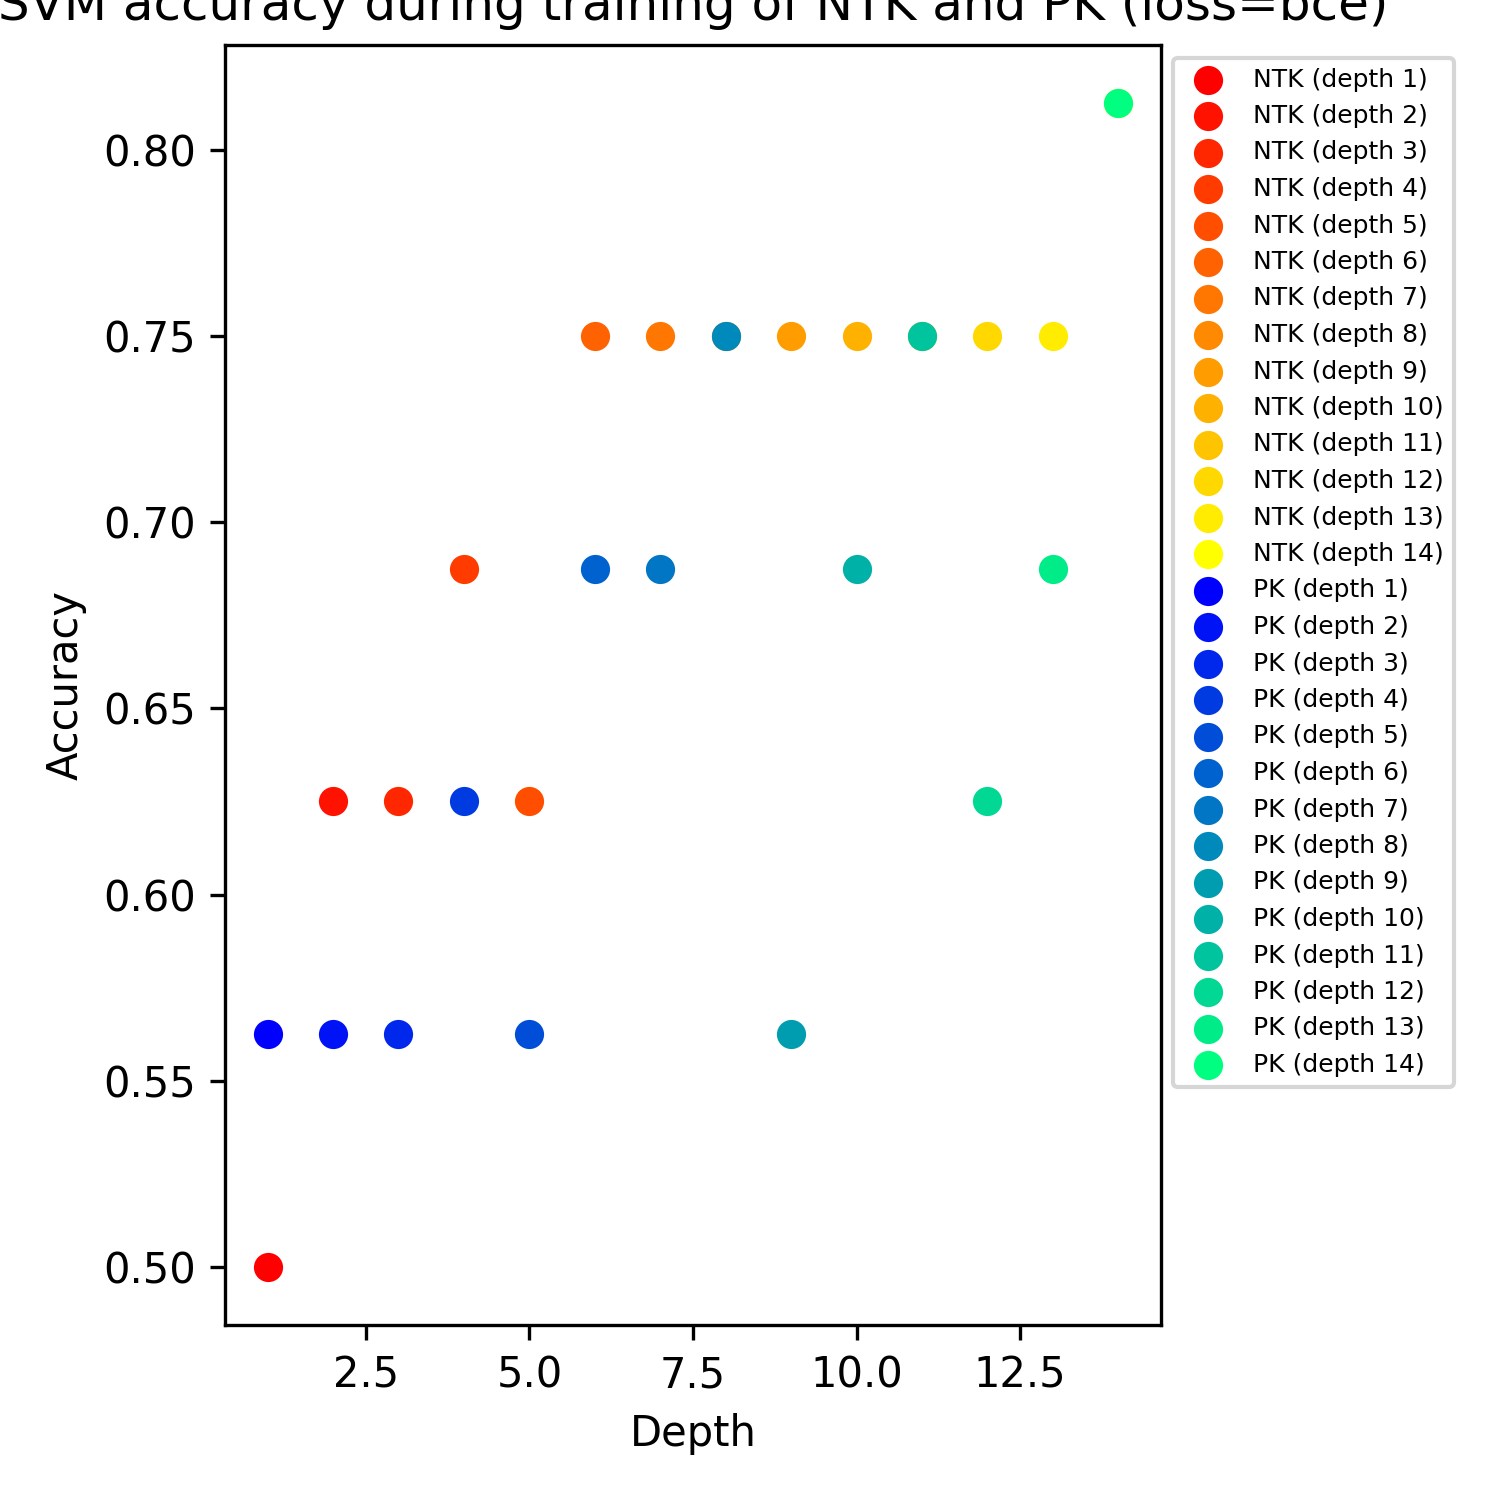 SVM accuracy during training of NTK and PK (loss=bce)
0.80
0.75
0.70
0.65
0.60
0.55
0.50
Accuracy
2.5
5.0
7.5
10.0
12.5
Depth
NTK (depth 1)
NTK (depth 2)
NTK (depth 3)
NTK (depth 4)
NTK (depth 5)
NTK (depth 6)
NTK (depth 7)
NTK (depth 8)
NTK (depth 9)
NTK (depth 10)
NTK (depth 11)
NTK (depth 12)
NTK (depth 13)
NTK (depth 14)
PK (depth 1)
PK (depth 2)
PK (depth 3)
PK (depth 4)
PK (depth 5)
PK (depth 6)
PK (depth 7)
PK (depth 8)
PK (depth 9)
PK (depth 10)
PK (depth 11)
PK (depth 12)
PK (depth 13)
PK (depth 14)